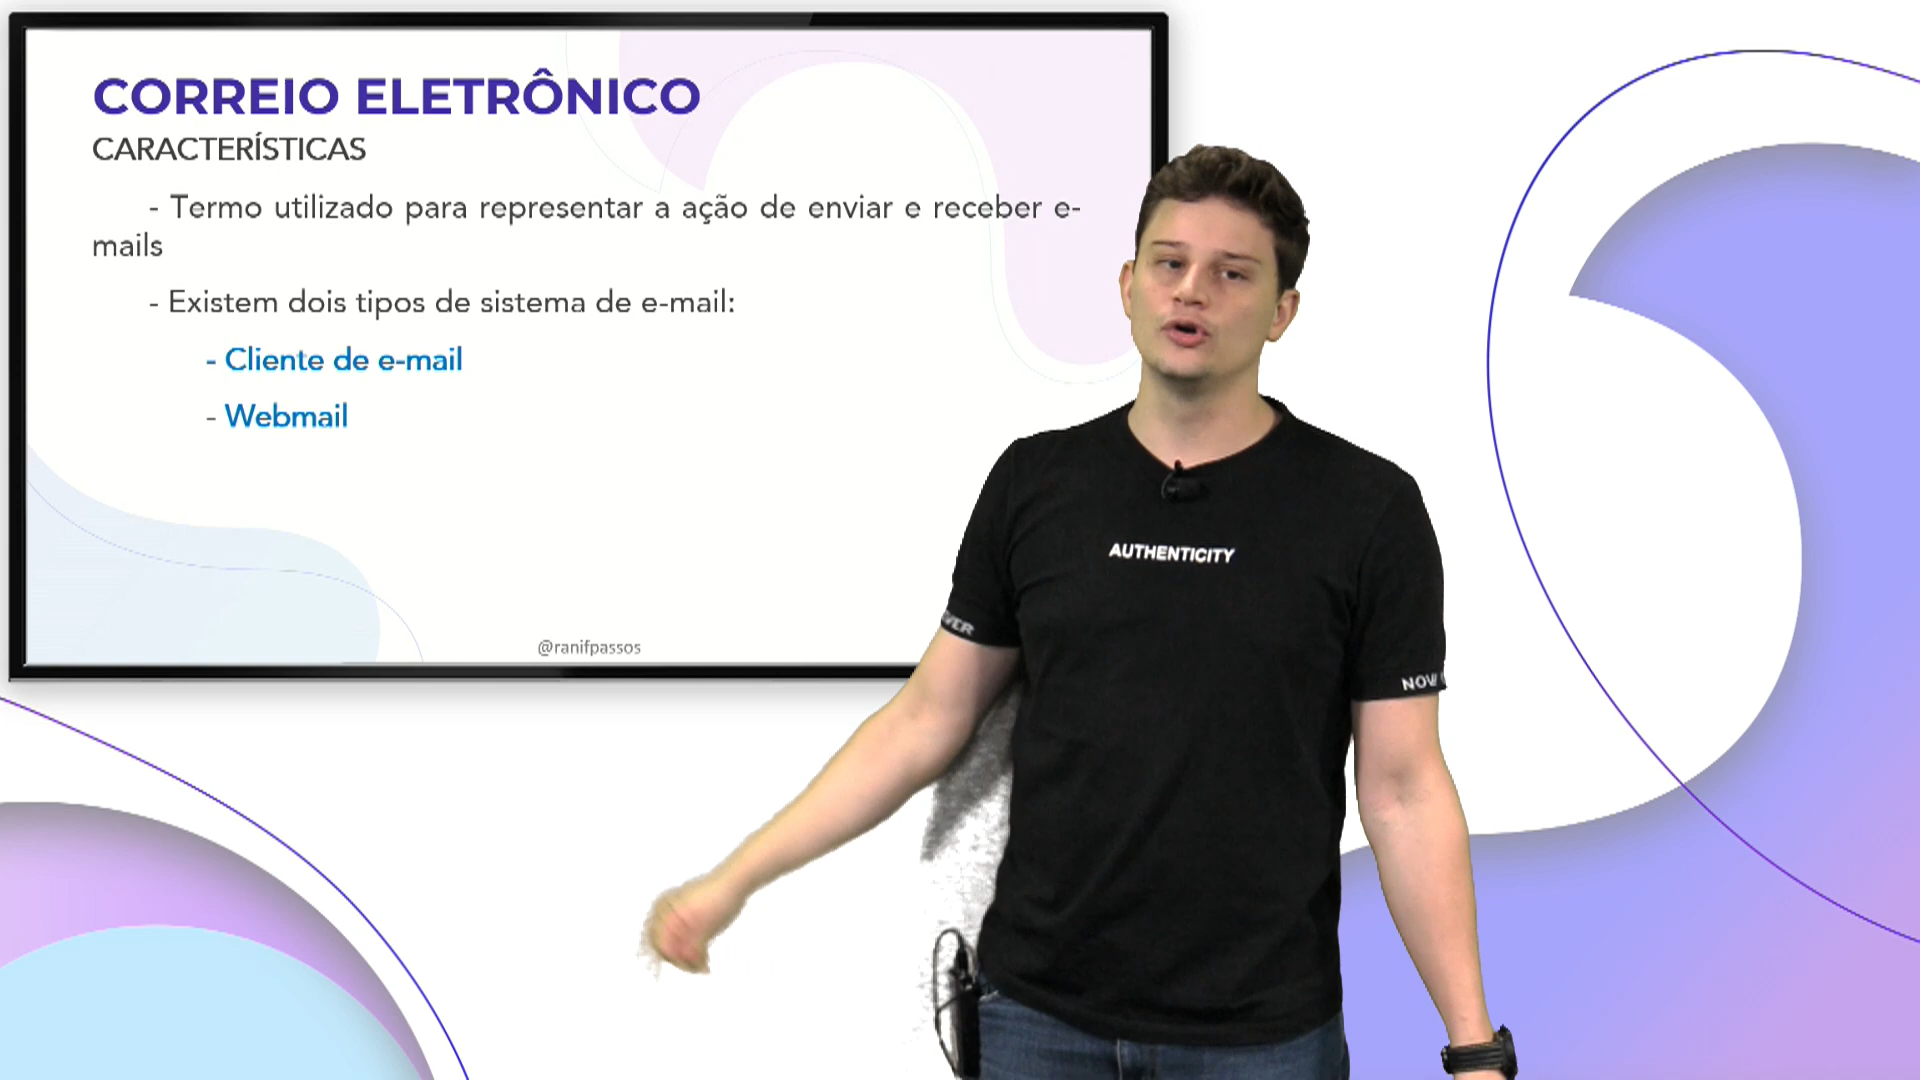 CORREIO ELETRÔNICO
CARACTERÍSTICAS
- Termo utilizado para representar a ação de enviar e receber e-
mails
- Existem dois tipos de sistema de e-mail:
- Cliente de e-mail
- Webmail
@ranifpassos
AUTHENTICITY
NOW